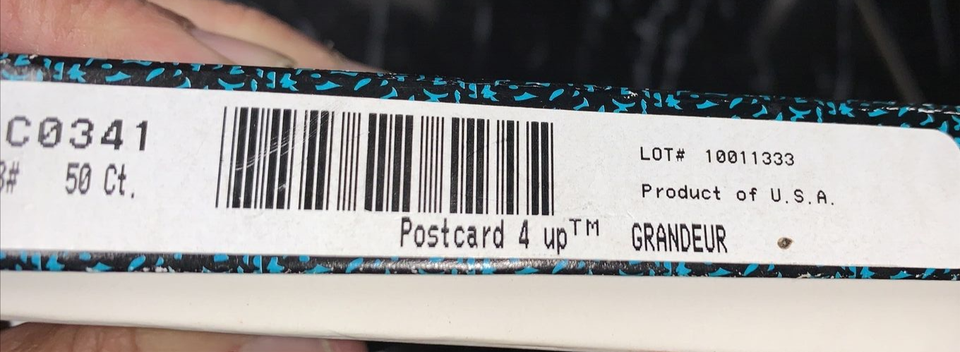 C0341
# 50 Ct.
LOT# 10011333
Product of U.S.A.
Postcard 4 up™ GRANDEUR